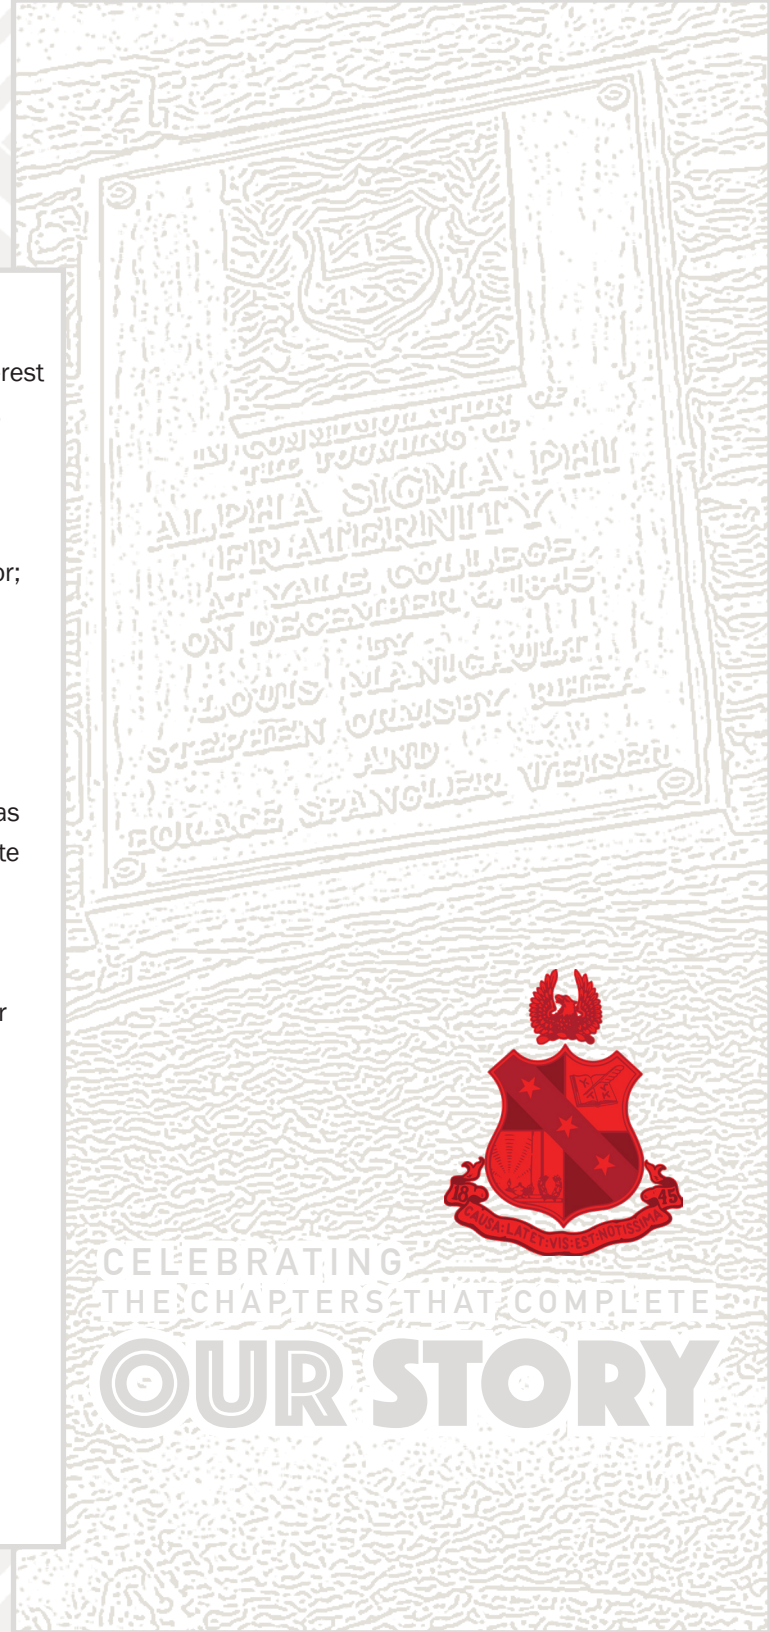 rest
or;
as
te
r
IN COMMEMORATION OF
THE FOUNDING OF
ALPHA SIGMA PHI
FRATERNITY
AT YALE COLLEGE
ON DECEMBER 6, 1845
BY
LOUIS MANIGAULT
STEPHEN ORMSBY RHEA
AND
HORACE SPANGLER WEISER
18 45
CAUSA:LATET:VIS:EST:NOTISSIMA
CELEBRATING
THE CHAPTERS THAT COMPLETE
OUR STORY